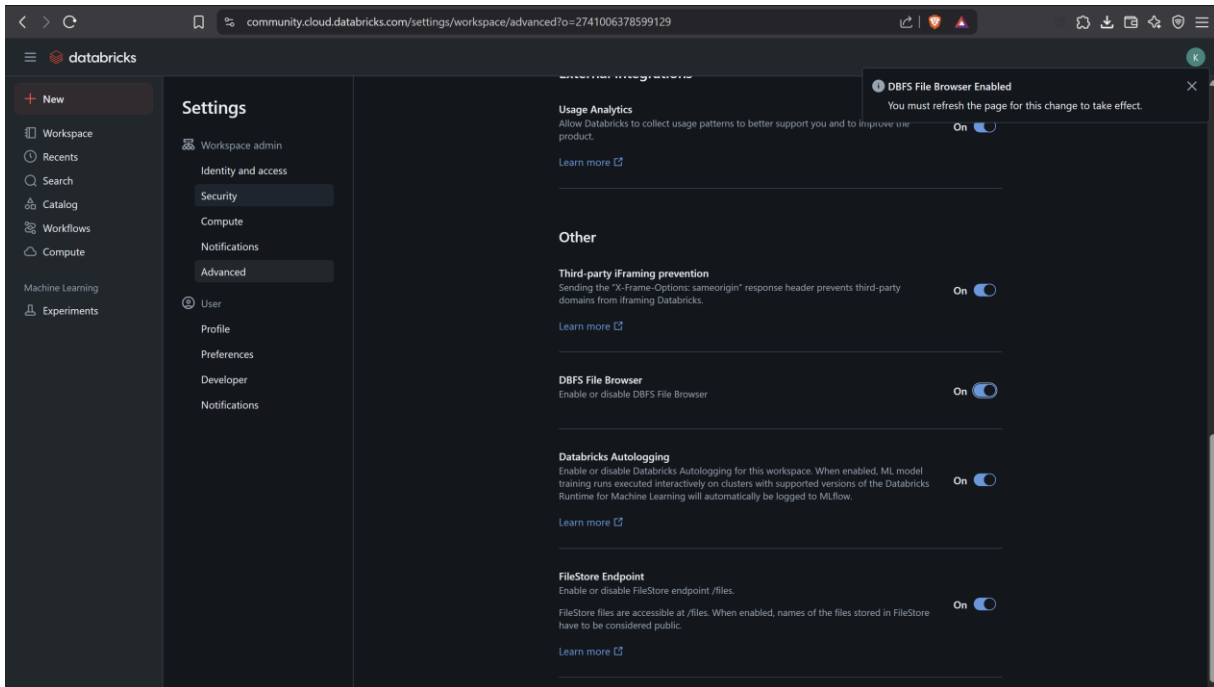 community.cloud.databricks.com/settings/workspace/advanced?o=2741006378599129
databricks
K
New
Workspace
Recents
Search
Catalog
Workflows
Compute
Machine Learning
Experiments
Settings
Workspace admin
Identity and access
Security
Compute
Notifications
Advanced
User
Profile
Preferences
Developer
Notifications
DBFS File Browser Enabled
You must refresh the page for this change to take effect.
External Integrations
Usage Analytics
Allow Databricks to collect usage patterns to better support you and to improve the
product.
On
Learn more
Other
Third-party iFraming prevention
Sending the "X-Frame-Options: sameorigin" response header prevents third-party
domains from iframing Databricks.
On
Learn more
DBFS File Browser
Enable or disable DBFS File Browser
On
Databricks Autologging
Enable or disable Databricks Autologging for this workspace. When enabled, ML model
training runs executed interactively on clusters with supported versions of the Databricks
Runtime for Machine Learning will automatically be logged to MLflow.
On
Learn more
FileStore Endpoint
Enable or disable FileStore endpoint /files.
FileStore files are accessible at /files. When enabled, names of the files stored in FileStore
have to be considered public.
On
Learn more